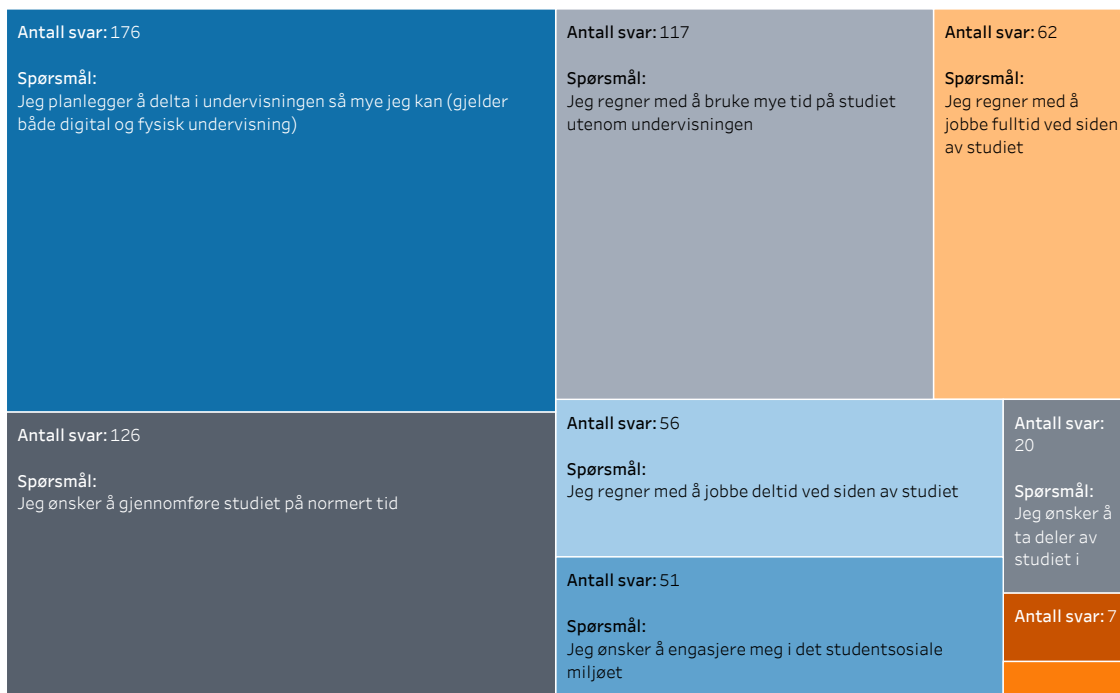 Antall svar: 176
Spørsmål:
Jeg planlegger å delta i undervisningen så mye jeg kan (gjelder
både digital og fysisk undervisning)
Antall svar: 126
Spørsmål:
Jeg ønsker å gjennomføre studiet på normert tid
Antall svar: 117
Spørsmål:
Jeg regner med å bruke mye tid på studiet
utenom undervisningen
Antall svar: 62
Spørsmål:
Jeg regner med å
jobbe fulltid ved siden
av studiet
Antall svar: 56
Spørsmål:
Jeg regner med å jobbe deltid ved siden av studiet
Antall svar: 51
Spørsmål:
Jeg ønsker å engasjere meg i det studentsosiale
miljøet
Antall svar:
20
Spørsmål:
Jeg ønsker å
ta deler av
studiet i
Antall svar: 7